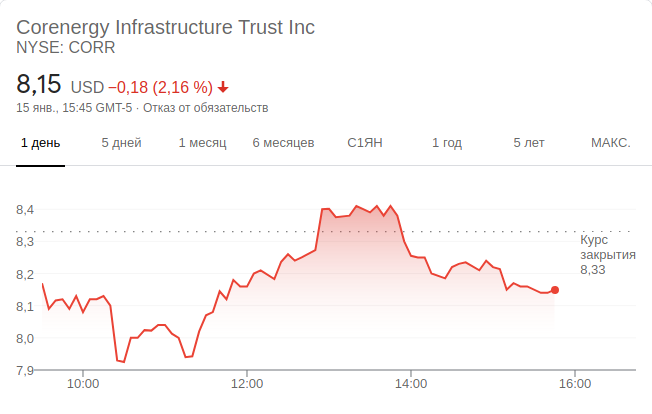 Corenergy Infrastructure Trust Inc
NYSE: CORR
8,15 USD −0,18 (2,16 %)
15 янв., 15:45 GMT-5 · Отказ от обязательств
1 день 5 дней 1 месяц 6 месяцев С1ЯН 1 год 5 лет МАКС.
8,4
8,3
8,2
8,1
8,0
7,9
Курс
закрытия
8,33
10:00 12:00 14:00 16:00